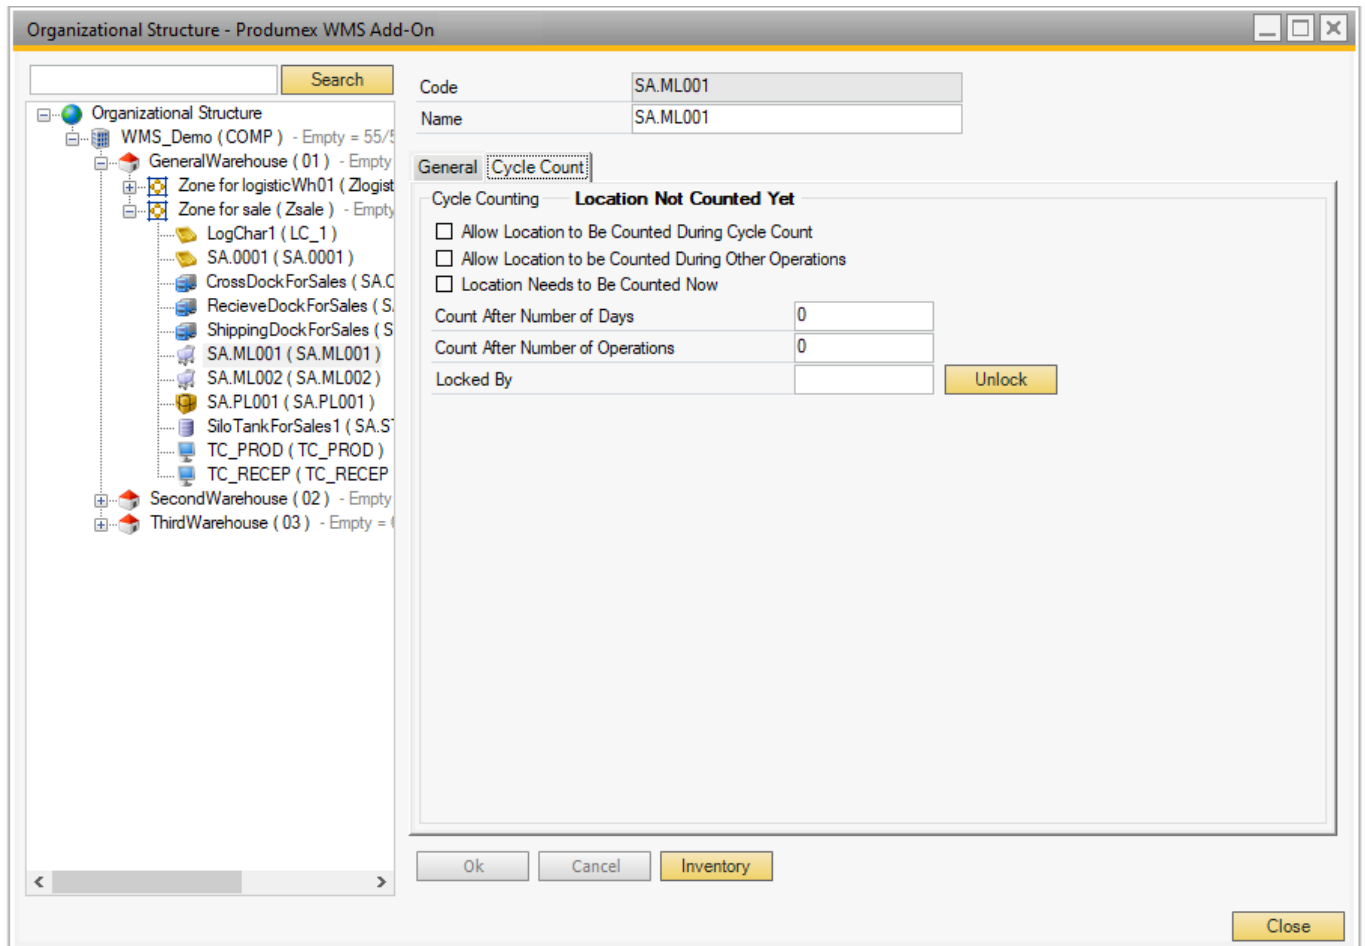 Organizational Structure - Produmex WMS Add-On
Search
Organizational Structure
WMS_Demo ( COMP ) - Empty = 55/5
GeneralWarehouse ( 01 ) - Empty
Zone for logisticWh01 ( Zlogist
Zone for sale ( Zsale ) - Empty
LogChar1 ( LC_1 )
SA.0001 ( SA.0001 )
CrossDockForSales ( SA.C
RecieveDockForSales ( S
ShippingDockForSales ( S
SA.ML001 ( SA.ML001 )
SA.ML002 ( SA.ML002 )
SA.PL001 ( SA.PL001 )
SiloTankForSales1 ( SA.S
TC_PROD ( TC_PROD )
TC_RECEP ( TC_RECEP
SecondWarehouse ( 02 ) - Empty
ThirdWarehouse ( 03 ) - Empty =
Code
SA.ML001
Name
SA.ML001
General
Cycle Count
Cycle Counting Location Not Counted Yet
Allow Location to Be Counted During Cycle Count
Allow Location to be Counted During Other Operations
Location Needs to Be Counted Now
Count After Number of Days 0
Count After Number of Operations 0
Locked By
Unlock
Ok
Cancel
Inventory
Close